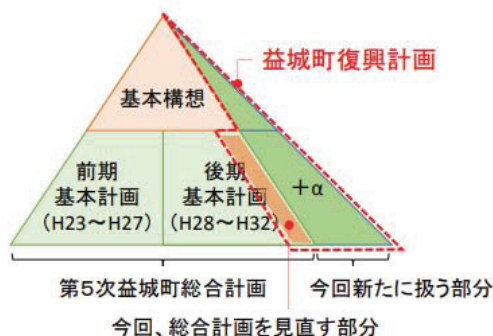 益城町復興計画
基本構想
前期
基本計画
(H23～H27)
後期
基本計画
(H28～H32)
＋α
第5次益城町総合計画
今回新たに扱う部分
今回、総合計画を見直す部分